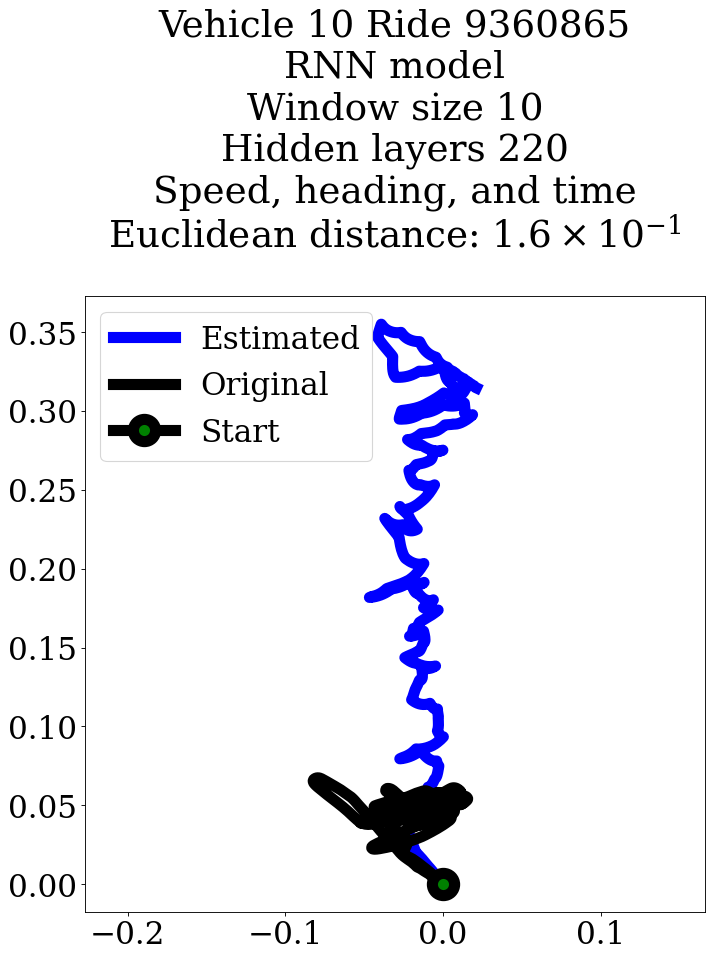 Vehicle 10 Ride 9360865
RNN model
Window size 10
Hidden layers 220
Speed, heading, and time
Euclidean distance: 1.6 × 10⁻¹
Estimated
Original
Start
0.35
0.30
0.25
0.20
0.15
0.10
0.05
0.00
−0.2
−0.1
0.0
0.1